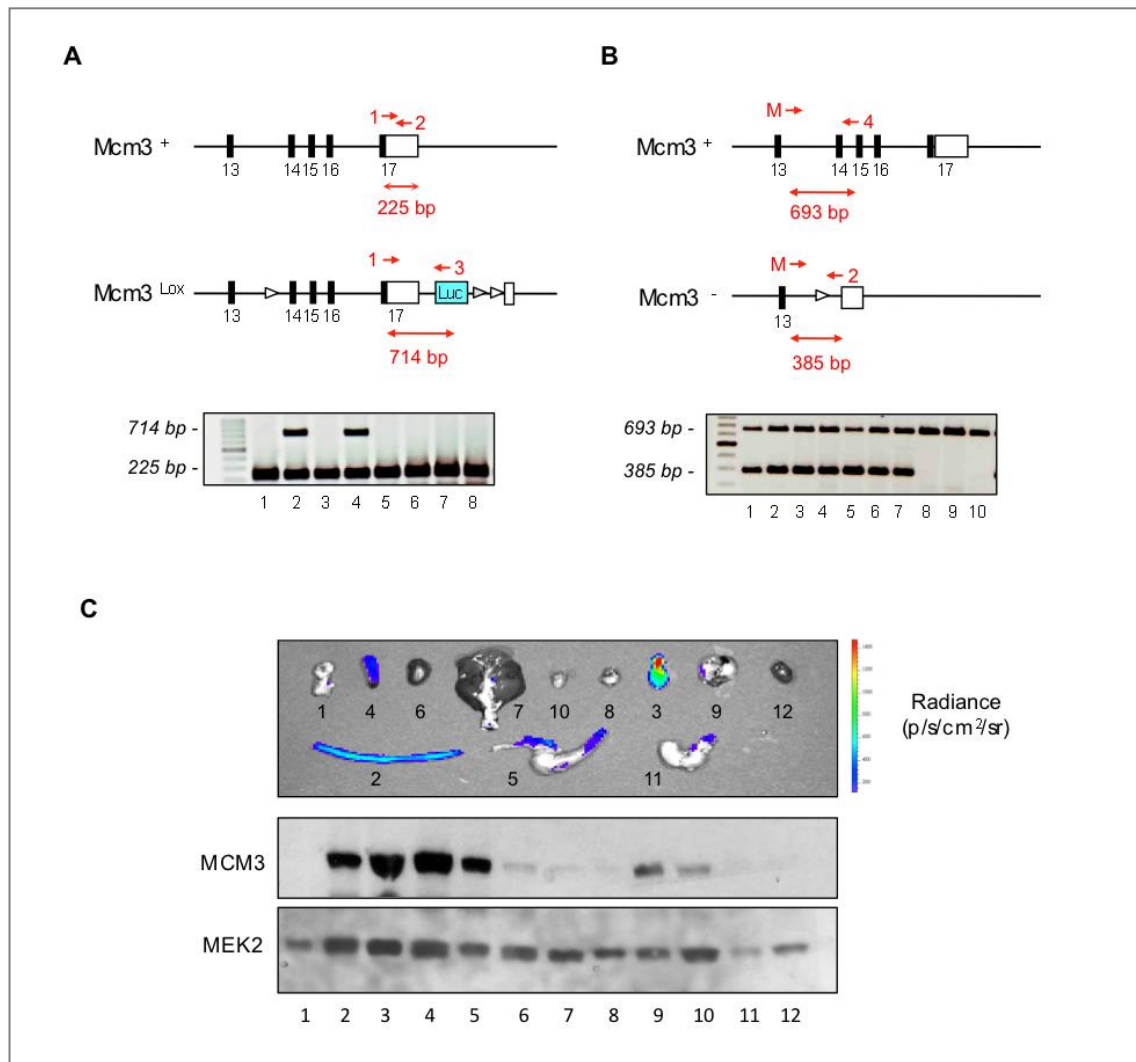 A
B
1
2
M
4
Mcm3 +
13
14 15 16
17
225 bp
Mcm3 +
13
14 15 16
17
693 bp
1
3
M
2
Mcm3 Lox
Luc
13
14 15 16
17
714 bp
Mcm3 -
13
385 bp
714 bp -
225 bp -
1 2 3 4 5 6 7 8
693 bp -
385 bp -
1 2 3 4 5 6 7 8 9 10
C
1 4 6 7 10 8 3 9 12
2 5 11
Radiance
(p/s/cm²/sr)
MCM3
MEK2
1 2 3 4 5 6 7 8 9 10 11 12